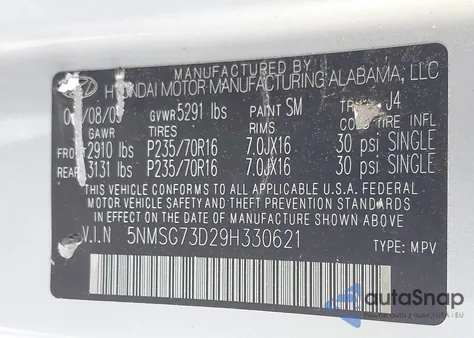 MANUFACTURED BY
HYUNDAI MOTOR MANUFACTURING ALABAMA, LLC
/08/0 GVWR 5291 lbs PAINT SM J4
GAWR TIRES RIMS COLD TIRE INFL
FRONT 2910 lbs P235/70R16 7.0JX16 30 psi SINGLE
REAR 3131 lbs P235/70R16 7.0JX16 30 psi SINGLE
THIS VEHICLE CONFORMS TO ALL APPLICABLE U.S.A. FEDERAL
MOTOR VEHICLE SAFETY AND THEFT PREVENTION STANDARDS
IN EFFECT ON THE DATE OF MANUFACTURE SHOWN ABOVE
V.I.N 5NMSG73D29H330621 TYPE: MPV
autoSnap